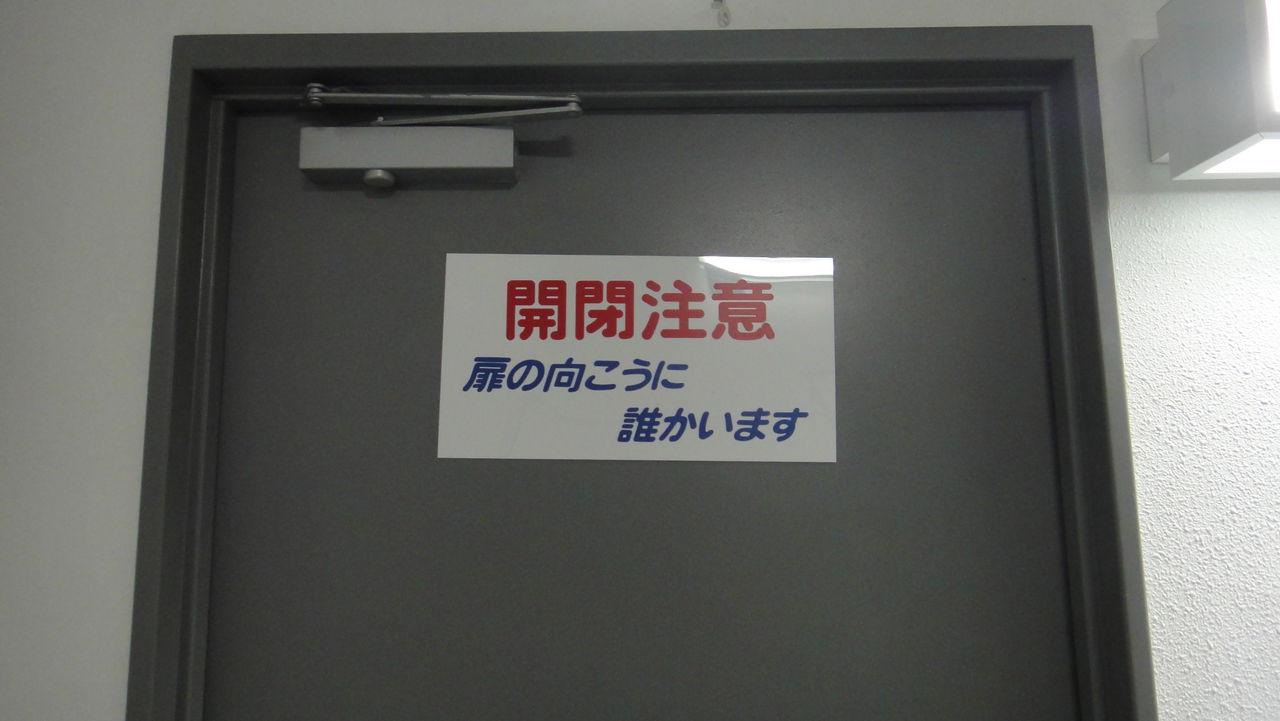 開閉注意
扉の向こうに
誰かいます